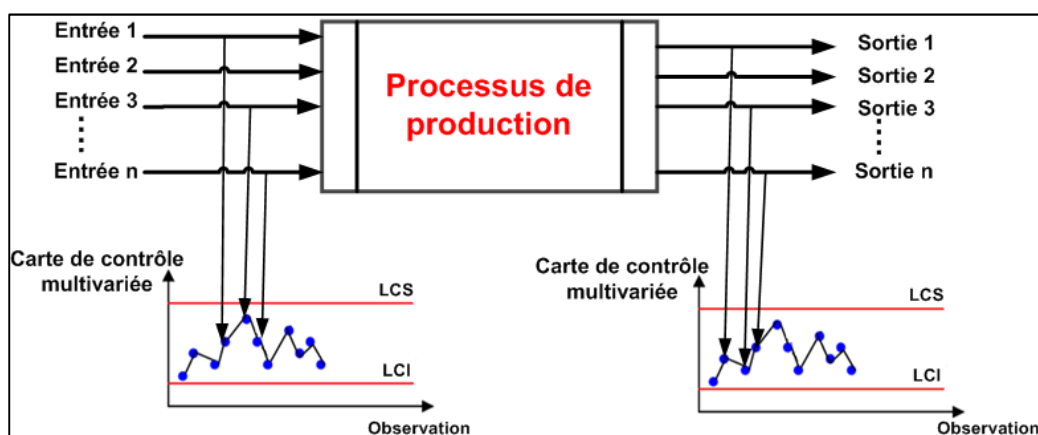 Entrée 1
Entrée 2
Entrée 3
Entrée n
Processus de
production
Sortie 1
Sortie 2
Sortie 3
Sortie n
Carte de contrôle
multivariée
LCS
LCI
Observation
Carte de contrôle
multivariée
LCS
LCI
Observation